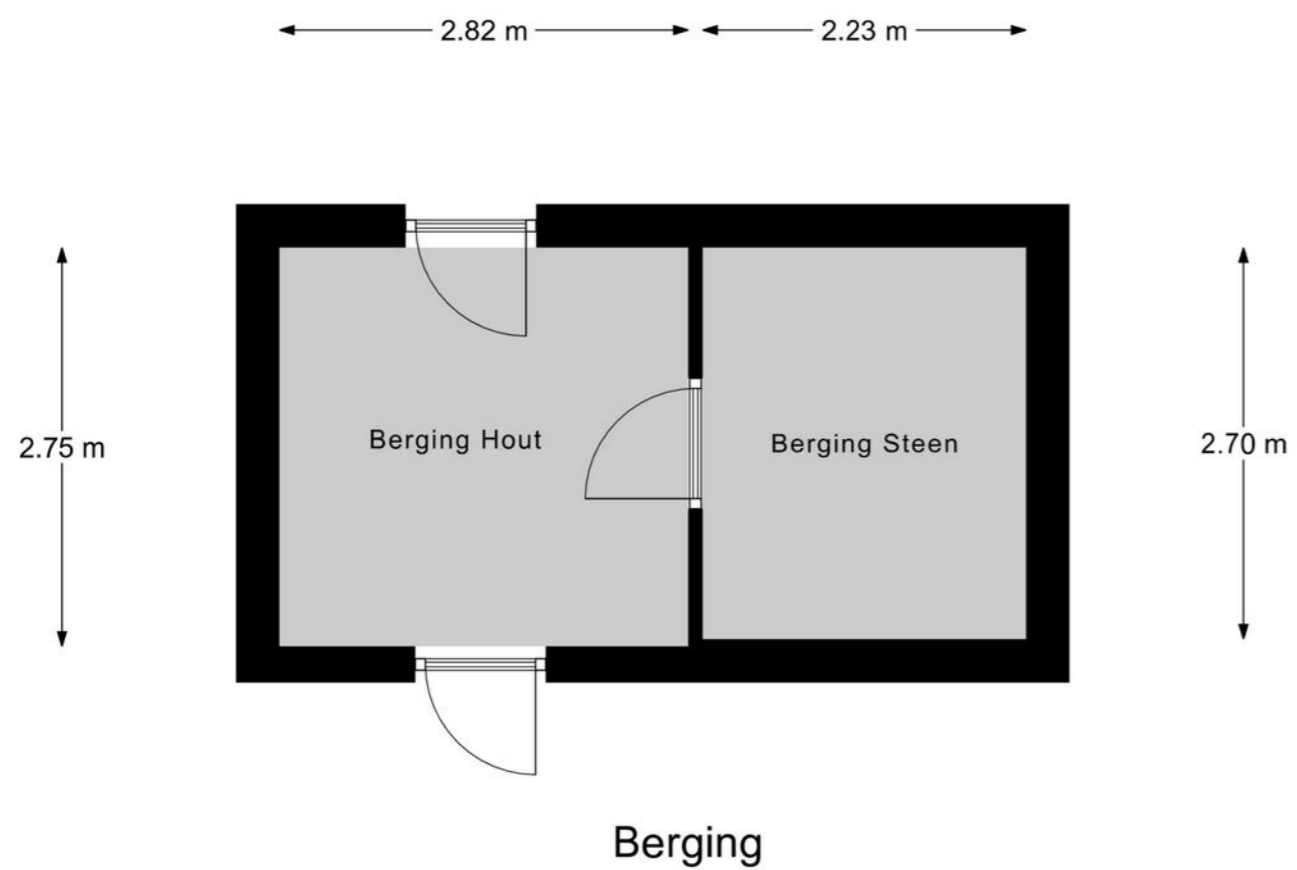 2.82 m
2.23 m
2.75 m
Berging Hout
Berging Steen
2.70 m
Berging